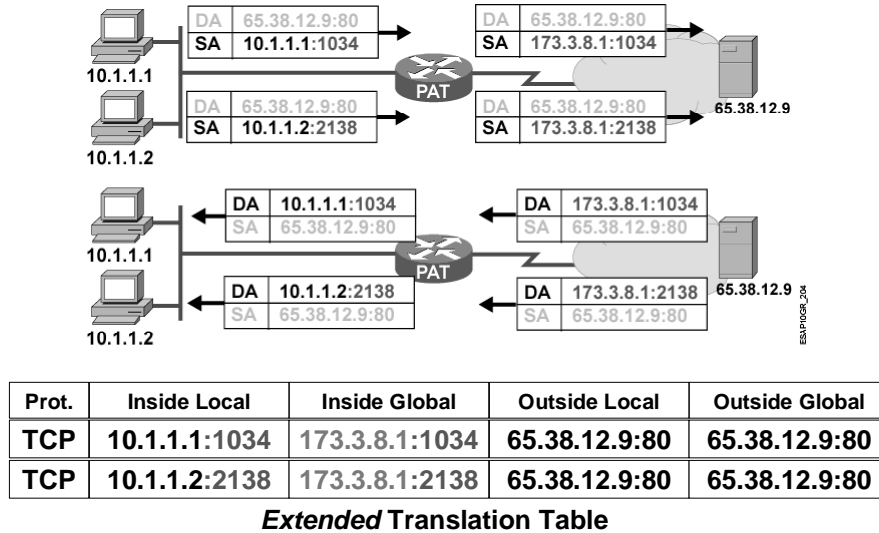 DA 65.38.12.9:80 DA 65.38.12.9:80
SA 10.1.1.1:1034 SA 173.3.8.1:1034
10.1.1.1
PAT
DA 65.38.12.9:80 DA 65.38.12.9:80
65.38.12.9
SA 10.1.1.2:2138 SA 173.3.8.1:2138
10.1.1.2
DA 10.1.1.1:1034 DA 173.3.8.1:1034
SA 65.38.12.9:80 SA 65.38.12.9:80
10.1.1.1
PAT
DA 10.1.1.2:2138 DA 173.3.8.1:2138
65.38.12.9
SA 65.38.12.9:80 SA 65.38.12.9:80
10.1.1.2
ESAP10GR_204
Prot. Inside Local Inside Global Outside Local Outside Global
TCP 10.1.1.1:1034 173.3.8.1:1034 65.38.12.9:80 65.38.12.9:80
TCP 10.1.1.2:2138 173.3.8.1:2138 65.38.12.9:80 65.38.12.9:80
Extended Translation Table